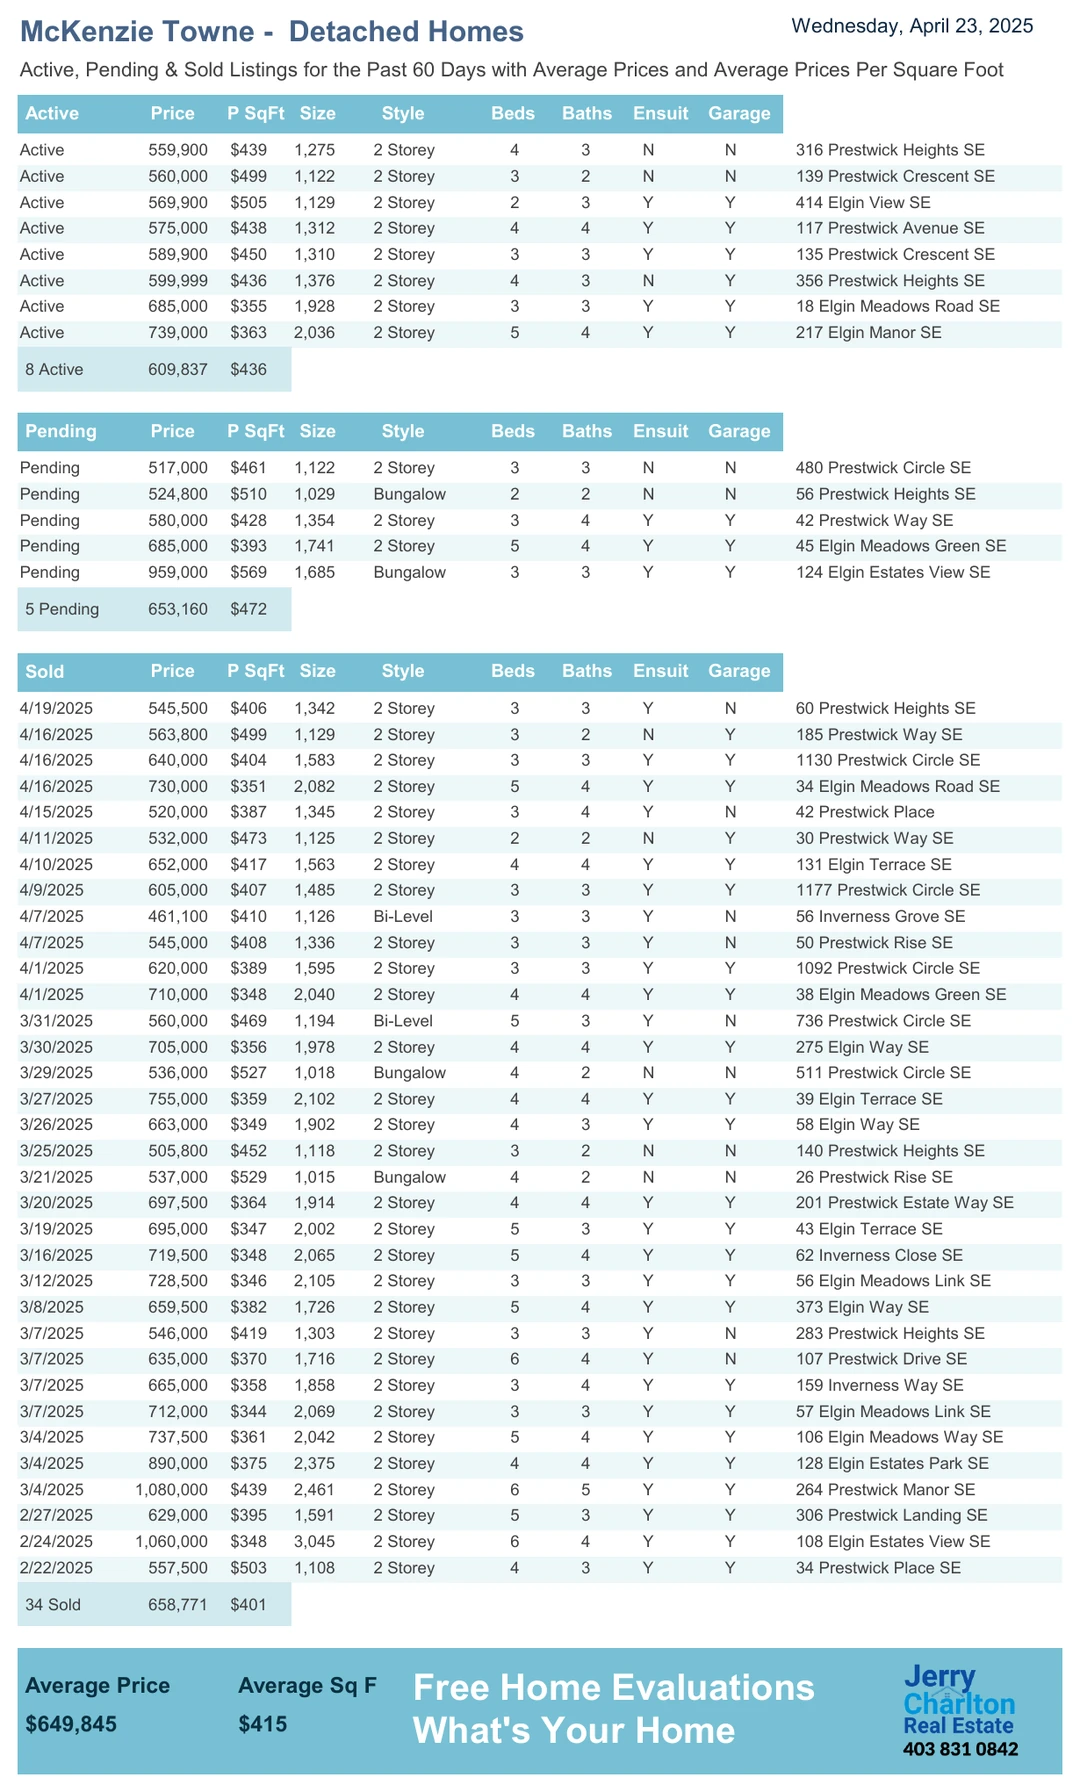 McKenzie Towne -  Detached Homes
Wednesday, April 23, 2025
Active, Pending & Sold Listings for the Past 60 Days with Average Prices and Average Prices Per Square Foot
Active Price P SqFt Size Style Beds Baths Ensuit Garage
Active 559,900 $439 1,275 2 Storey 4 3 N N 316 Prestwick Heights SE
Active 560,000 $499 1,122 2 Storey 3 2 N N 139 Prestwick Crescent SE
Active 569,900 $505 1,129 2 Storey 2 3 Y Y 414 Elgin View SE
Active 575,000 $438 1,312 2 Storey 4 4 Y Y 117 Prestwick Avenue SE
Active 589,900 $450 1,310 2 Storey 3 3 Y Y 135 Prestwick Crescent SE
Active 599,999 $436 1,376 2 Storey 4 3 N Y 356 Prestwick Heights SE
Active 685,000 $355 1,928 2 Storey 3 3 Y Y 18 Elgin Meadows Road SE
Active 739,000 $363 2,036 2 Storey 5 4 Y Y 217 Elgin Manor SE
8 Active 609,837 $436
Pending Price P SqFt Size Style Beds Baths Ensuit Garage
Pending 517,000 $461 1,122 2 Storey 3 3 N N 480 Prestwick Circle SE
Pending 524,800 $510 1,029 Bungalow 2 2 N N 56 Prestwick Heights SE
Pending 580,000 $428 1,354 2 Storey 3 4 Y Y 42 Prestwick Way SE
Pending 685,000 $393 1,741 2 Storey 5 4 Y Y 45 Elgin Meadows Green SE
Pending 959,000 $569 1,685 Bungalow 3 3 Y Y 124 Elgin Estates View SE
5 Pending 653,160 $472
Sold Price P SqFt Size Style Beds Baths Ensuit Garage
4/19/2025 545,500 $406 1,342 2 Storey 3 3 Y N 60 Prestwick Heights SE
4/16/2025 563,800 $499 1,129 2 Storey 3 2 N Y 185 Prestwick Way SE
4/16/2025 640,000 $404 1,583 2 Storey 3 3 Y Y 1130 Prestwick Circle SE
4/16/2025 730,000 $351 2,082 2 Storey 5 4 Y Y 34 Elgin Meadows Road SE
4/15/2025 520,000 $387 1,345 2 Storey 3 4 Y N 42 Prestwick Place
4/11/2025 532,000 $473 1,125 2 Storey 2 2 N Y 30 Prestwick Way SE
4/10/2025 652,000 $417 1,563 2 Storey 4 4 Y Y 131 Elgin Terrace SE
4/9/2025 605,000 $407 1,485 2 Storey 3 3 Y Y 1177 Prestwick Circle SE
4/7/2025 461,100 $410 1,126 Bi-Level 3 3 Y N 56 Inverness Grove SE
4/7/2025 545,000 $408 1,336 2 Storey 3 3 Y N 50 Prestwick Rise SE
4/1/2025 620,000 $389 1,595 2 Storey 3 3 Y Y 1092 Prestwick Circle SE
4/1/2025 710,000 $348 2,040 2 Storey 4 4 Y Y 38 Elgin Meadows Green SE
3/31/2025 560,000 $469 1,194 Bi-Level 5 3 Y N 736 Prestwick Circle SE
3/30/2025 705,000 $356 1,978 2 Storey 4 4 Y Y 275 Elgin Way SE
3/29/2025 536,000 $527 1,018 Bungalow 4 2 N N 511 Prestwick Circle SE
3/27/2025 755,000 $359 2,102 2 Storey 4 4 Y Y 39 Elgin Terrace SE
3/26/2025 663,000 $349 1,902 2 Storey 4 3 Y Y 58 Elgin Way SE
3/25/2025 505,800 $452 1,118 2 Storey 3 2 N N 140 Prestwick Heights SE
3/21/2025 537,000 $529 1,015 Bungalow 4 2 N N 26 Prestwick Rise SE
3/20/2025 697,500 $364 1,914 2 Storey 4 4 Y Y 201 Prestwick Estate Way SE
3/19/2025 695,000 $347 2,002 2 Storey 5 3 Y Y 43 Elgin Terrace SE
3/16/2025 719,500 $348 2,065 2 Storey 5 4 Y Y 62 Inverness Close SE
3/12/2025 728,500 $346 2,105 2 Storey 3 3 Y Y 56 Elgin Meadows Link SE
3/8/2025 659,500 $382 1,726 2 Storey 5 4 Y Y 373 Elgin Way SE
3/7/2025 546,000 $419 1,303 2 Storey 3 3 Y N 283 Prestwick Heights SE
3/7/2025 635,000 $370 1,716 2 Storey 6 4 Y N 107 Prestwick Drive SE
3/7/2025 665,000 $358 1,858 2 Storey 3 4 Y Y 159 Inverness Way SE
3/7/2025 712,000 $344 2,069 2 Storey 3 3 Y Y 57 Elgin Meadows Link SE
3/4/2025 737,500 $361 2,042 2 Storey 5 4 Y Y 106 Elgin Meadows Way SE
3/4/2025 890,000 $375 2,375 2 Storey 4 4 Y Y 128 Elgin Estates Park SE
3/4/2025 1,080,000 $439 2,461 2 Storey 6 5 Y Y 264 Prestwick Manor SE
2/27/2025 629,000 $395 1,591 2 Storey 5 3 Y Y 306 Prestwick Landing SE
2/24/2025 1,060,000 $348 3,045 2 Storey 6 4 Y Y 108 Elgin Estates View SE
2/22/2025 557,500 $503 1,108 2 Storey 4 3 Y Y 34 Prestwick Place SE
34 Sold 658,771 $401
Average Price Average Sq F
$649,845 $415
Free Home Evaluations
What's Your Home
Jerry
Charlton
Real Estate
403 831 0842